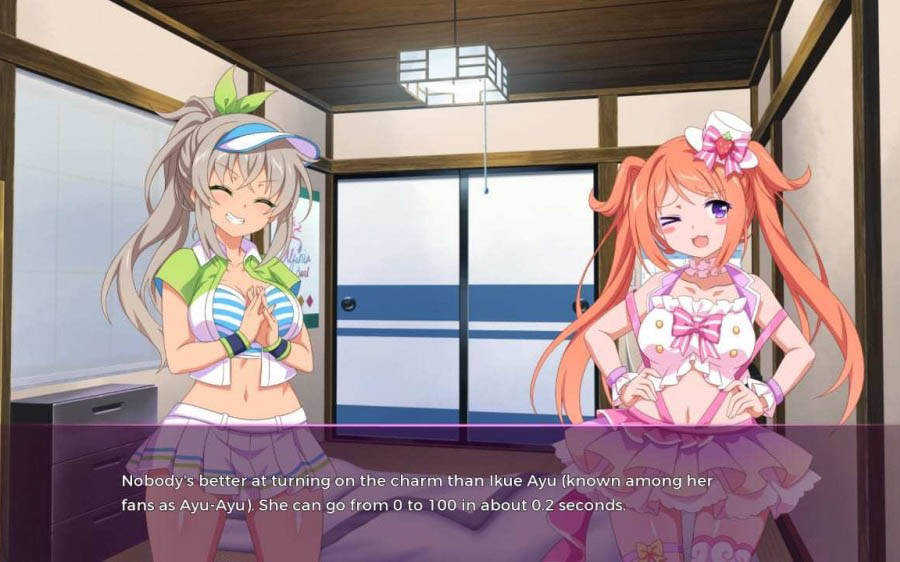 Nobody's better at turning on the charm than Ikue Ayu (known among her
fans as Ayu-Ayu). She can go from 0 to 100 in about 0.2 seconds.